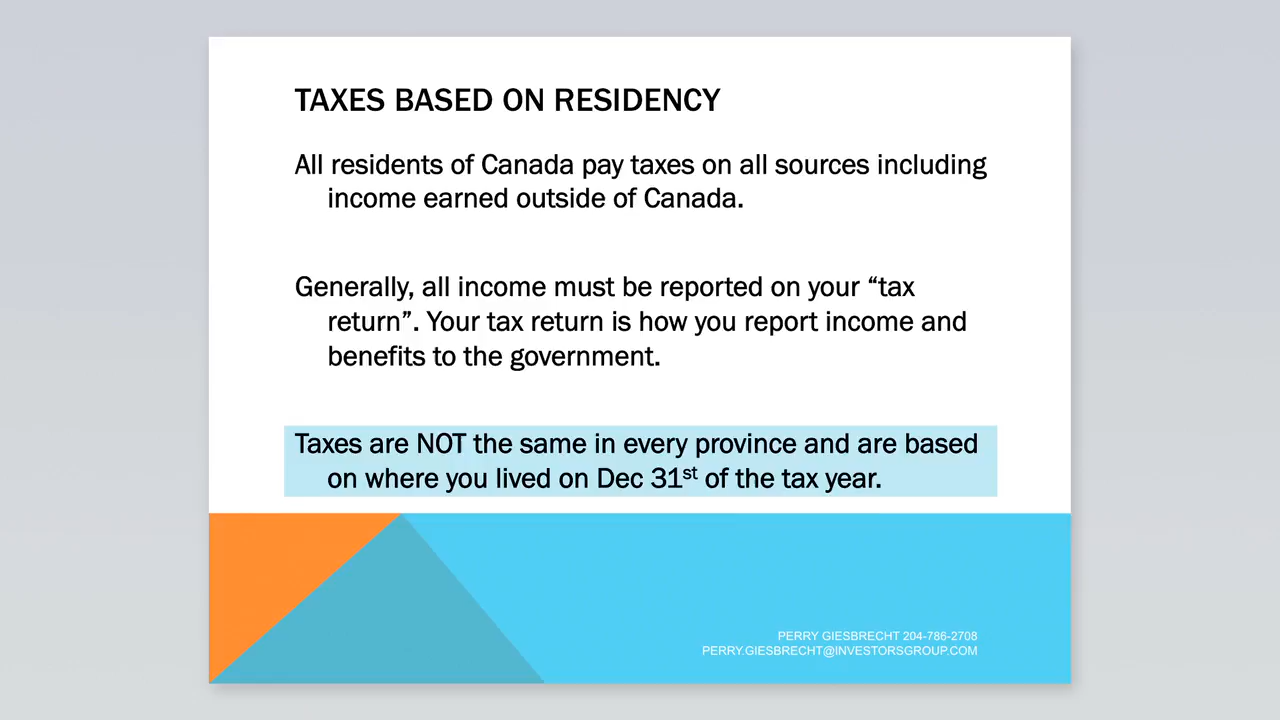 TAXES BASED ON RESIDENCY
All residents of Canada pay taxes on all sources including
income earned outside of Canada.
Generally, all income must be reported on your “tax
return”. Your tax return is how you report income and
benefits to the government.
Taxes are NOT the same in every province and are based
on where you lived on Dec 31st of the tax year.
PERRY GIESBRECHT 204-786-2708
PERRY.GIESBRECHT@INVESTORSGROUP.COM